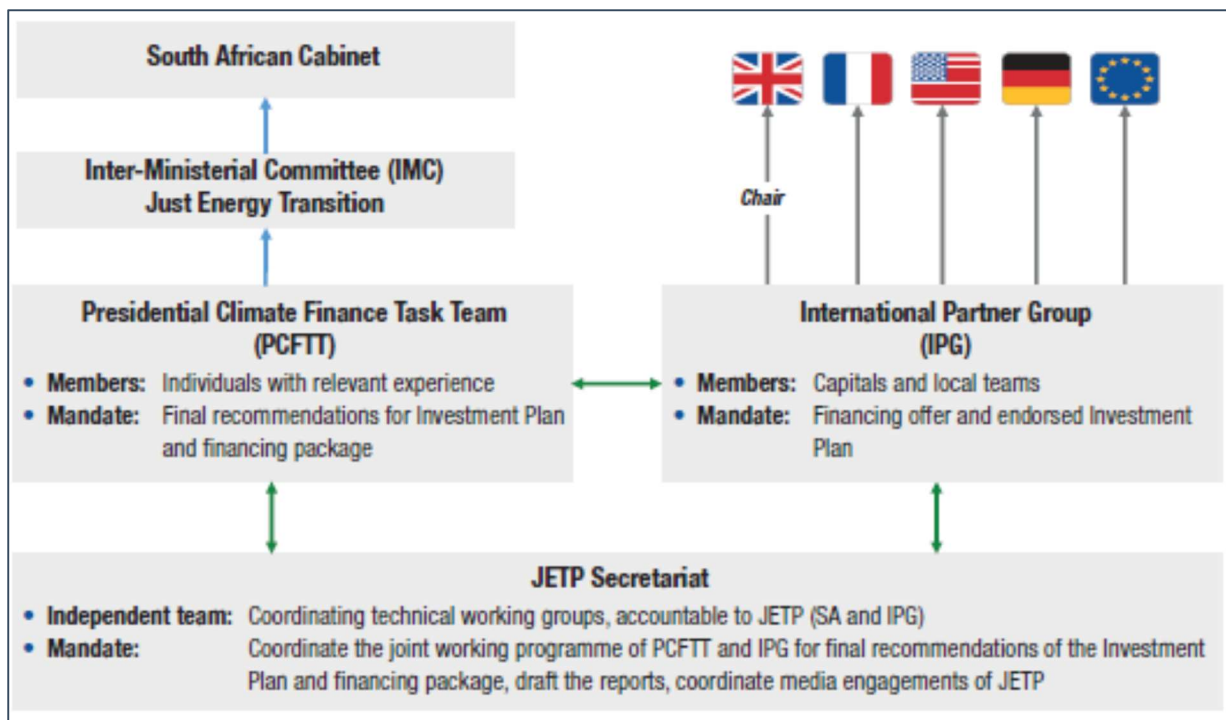 South African Cabinet
Inter-Ministerial Committee (IMC)
Just Energy Transition
Chair
Presidential Climate Finance Task Team
(PCFTT)
• Members: Individuals with relevant experience
• Mandate: Final recommendations for Investment Plan
and financing package
International Partner Group
(IPG)
• Members: Capitals and local teams
• Mandate: Financing offer and endorsed Investment
Plan
JETP Secretariat
• Independent team: Coordinating technical working groups, accountable to JETP (SA and IPG)
• Mandate: Coordinate the joint working programme of PCFTT and IPG for final recommendations of the Investment
Plan and financing package, draft the reports, coordinate media engagements of JETP